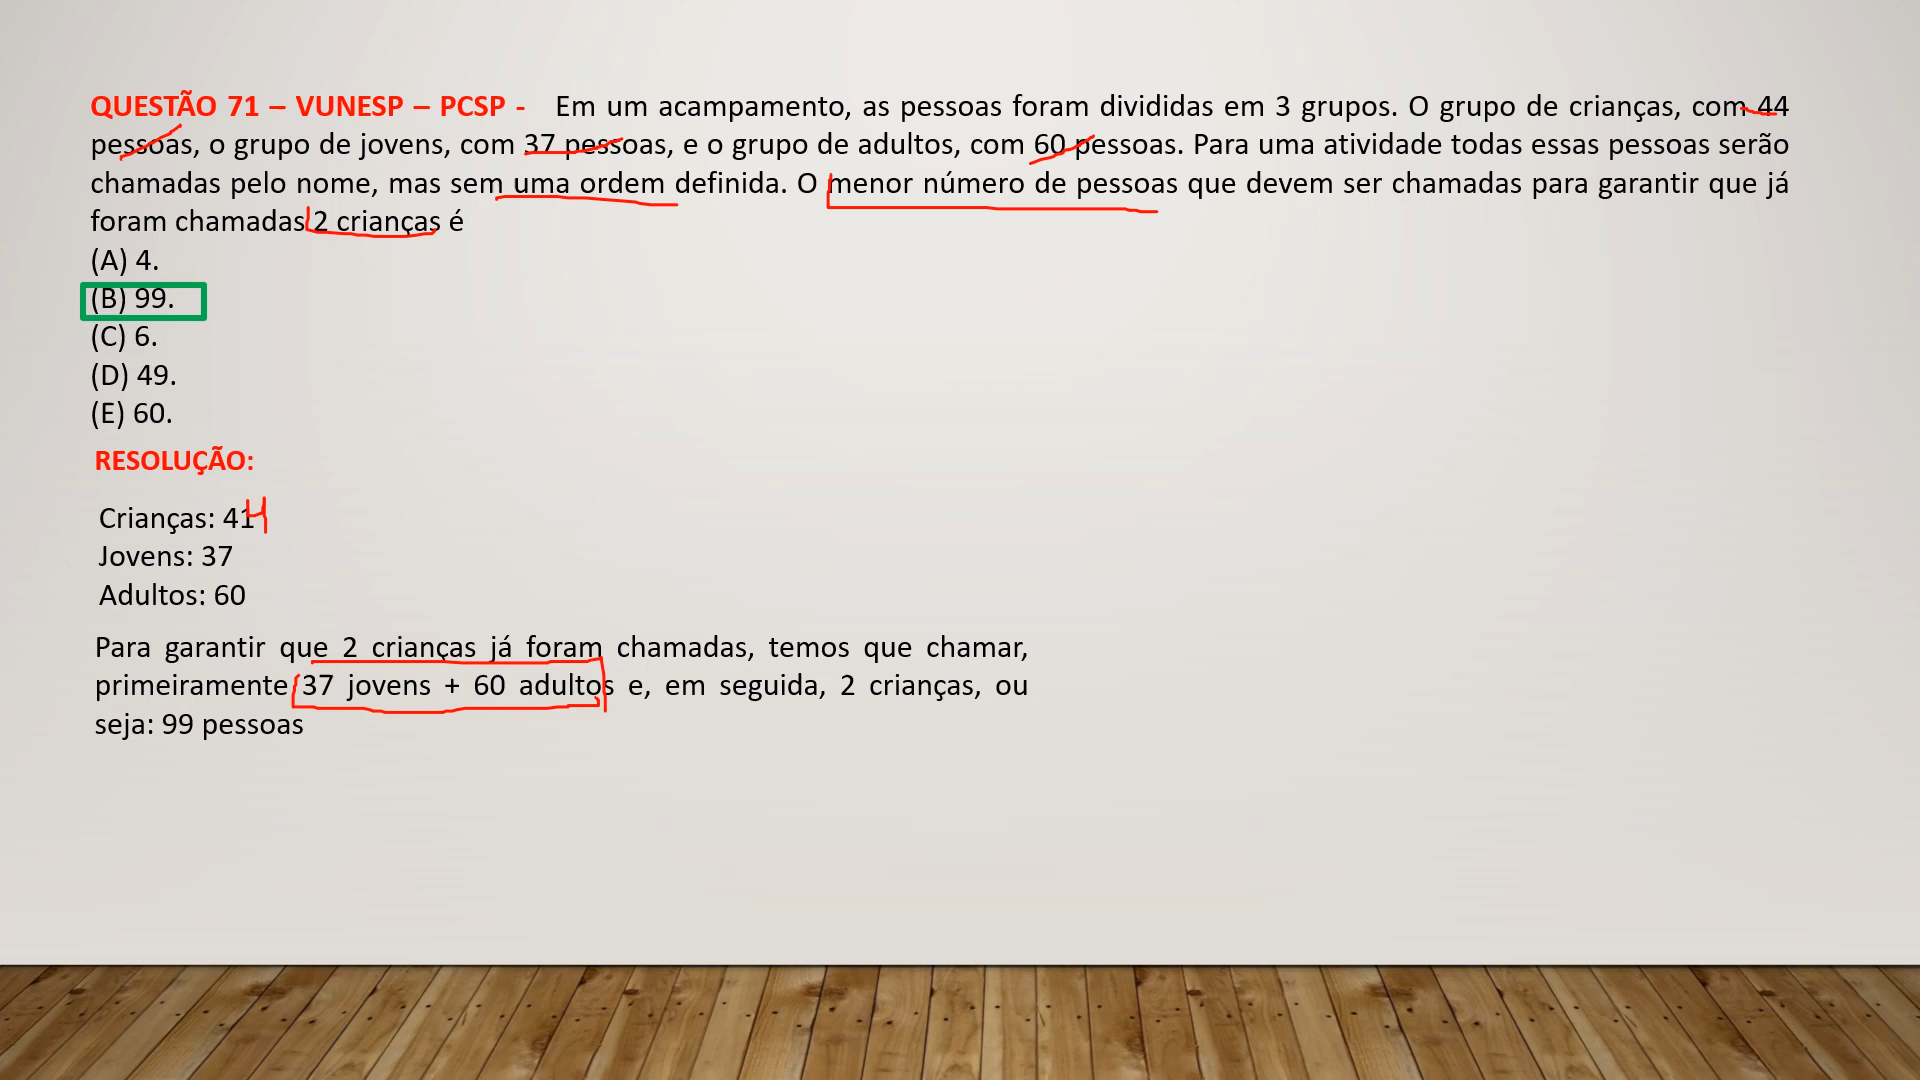 QUESTÃO 71 – VUNESP – PCSP - Em um acampamento, as pessoas foram divididas em 3 grupos. O grupo de crianças, com 44
pessoas, o grupo de jovens, com 37 pessoas, e o grupo de adultos, com 60 pessoas. Para uma atividade todas essas pessoas serão
chamadas pelo nome, mas sem uma ordem definida. O menor número de pessoas que devem ser chamadas para garantir que já
foram chamadas 2 crianças é
(A) 4.
(B) 99.
(C) 6.
(D) 49.
(E) 60.
RESOLUÇÃO:
Crianças: 41 4
Jovens: 37
Adultos: 60
Para garantir que 2 crianças já foram chamadas, temos que chamar,
primeiramente 37 jovens + 60 adultos e, em seguida, 2 crianças, ou
seja: 99 pessoas